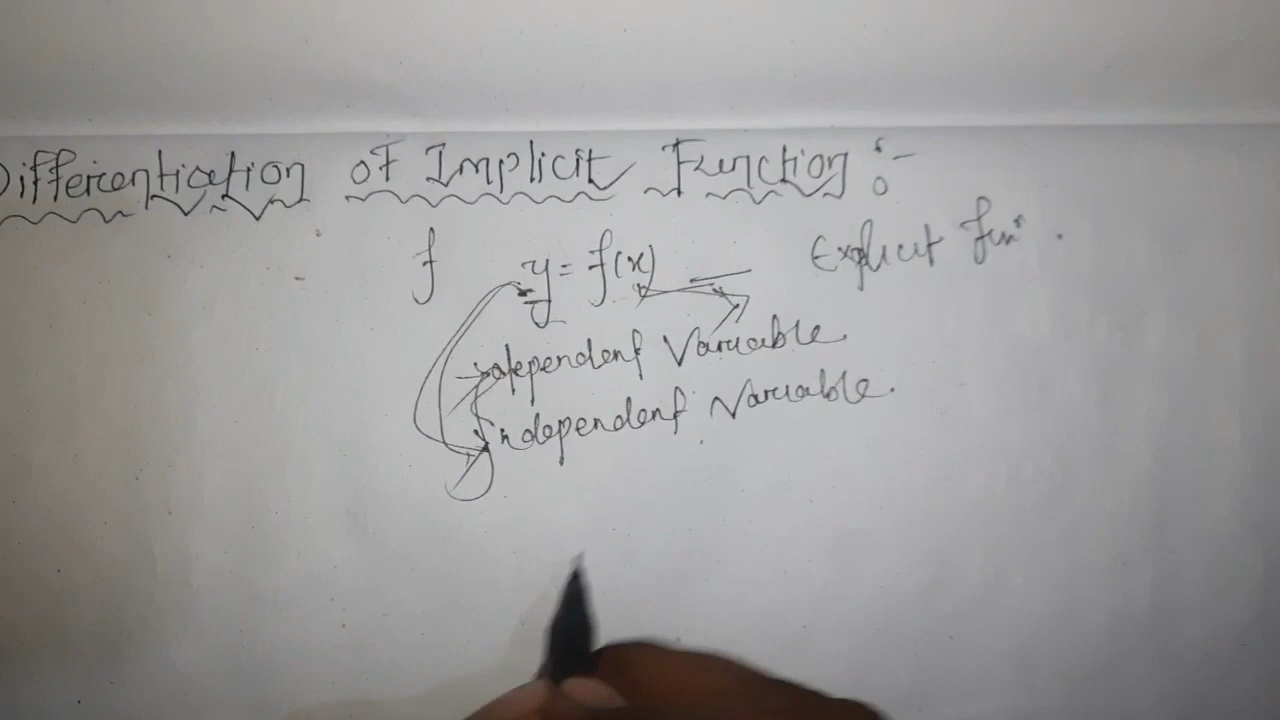 Differentiation of Implicit Function :-
f y = f(x) Explicit fun^n.
dependent Variable
Independent Variable.